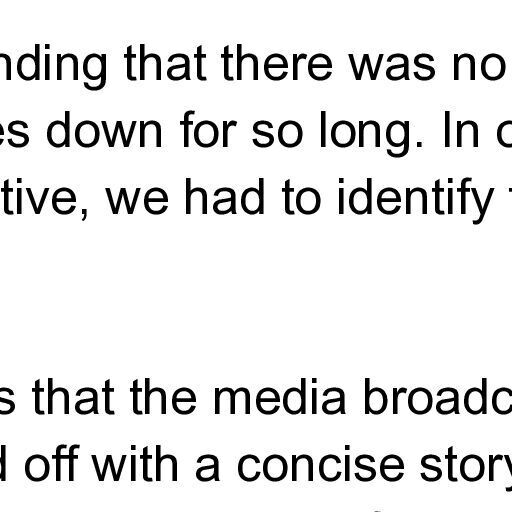 nding that there was no
es down for so long. In o
tive, we had to identify
s that the media broadc
d off with a concise story